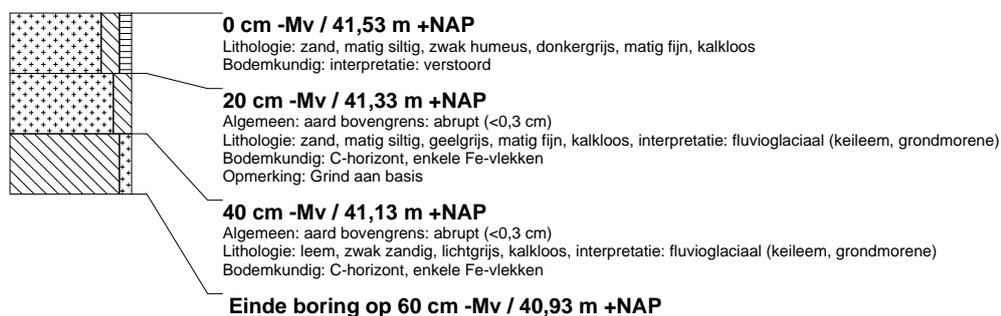 0 cm -Mv / 41,53 m +NAP
Lithologie: zand, matig siltig, zwak humeus, donkergrijs, matig fijn, kalkloos
Bodemkundig: interpretatie: verstoord
20 cm -Mv / 41,33 m +NAP
Algemeen: aard bovengrens: abrupt (<0,3 cm)
Lithologie: zand, matig siltig, geelgrijs, matig fijn, kalkloos, interpretatie: fluvioglaciaal (keileem, grondmorene)
Bodemkundig: C-horizont, enkele Fe-vlekken
Opmerking: Grind aan basis
40 cm -Mv / 41,13 m +NAP
Algemeen: aard bovengrens: abrupt (<0,3 cm)
Lithologie: leem, zwak zandig, lichtgrijs, kalkloos, interpretatie: fluvioglaciaal (keileem, grondmorene)
Bodemkundig: C-horizont, enkele Fe-vlekken
Einde boring op 60 cm -Mv / 40,93 m +NAP